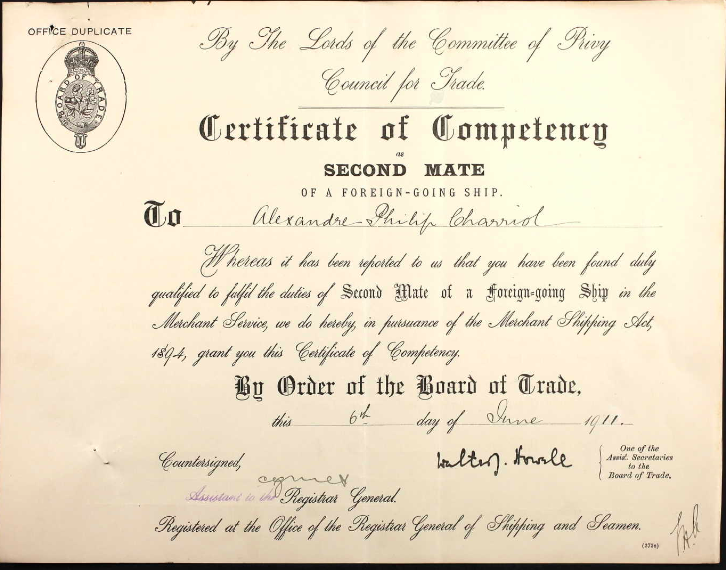 OFFICE DUPLICATE
BOARD OF TRADE
By The Lords of the Committee of Privy
Council for Trade.
Certificate of Competency
as
SECOND MATE
OF A FOREIGN-GOING SHIP.
To Alexandre-Philip Charriol
Whereas it has been reported to us that you have been found duly
qualified to fulfil the duties of Second Mate of a Foreign-going Ship in the
Merchant Service, we do hereby, in pursuance of the Merchant Shipping Act,
1894, grant you this Certificate of Competency.
By Order of the Board of Trade,
this 6th day of June 1911.
Countersigned,
Walter J. Howell
One of the
Assist. Secretaries
to the
Board of Trade.
Assistant to the Registrar General.
Registered at the Office of the Registrar General of Shipping and Seamen.